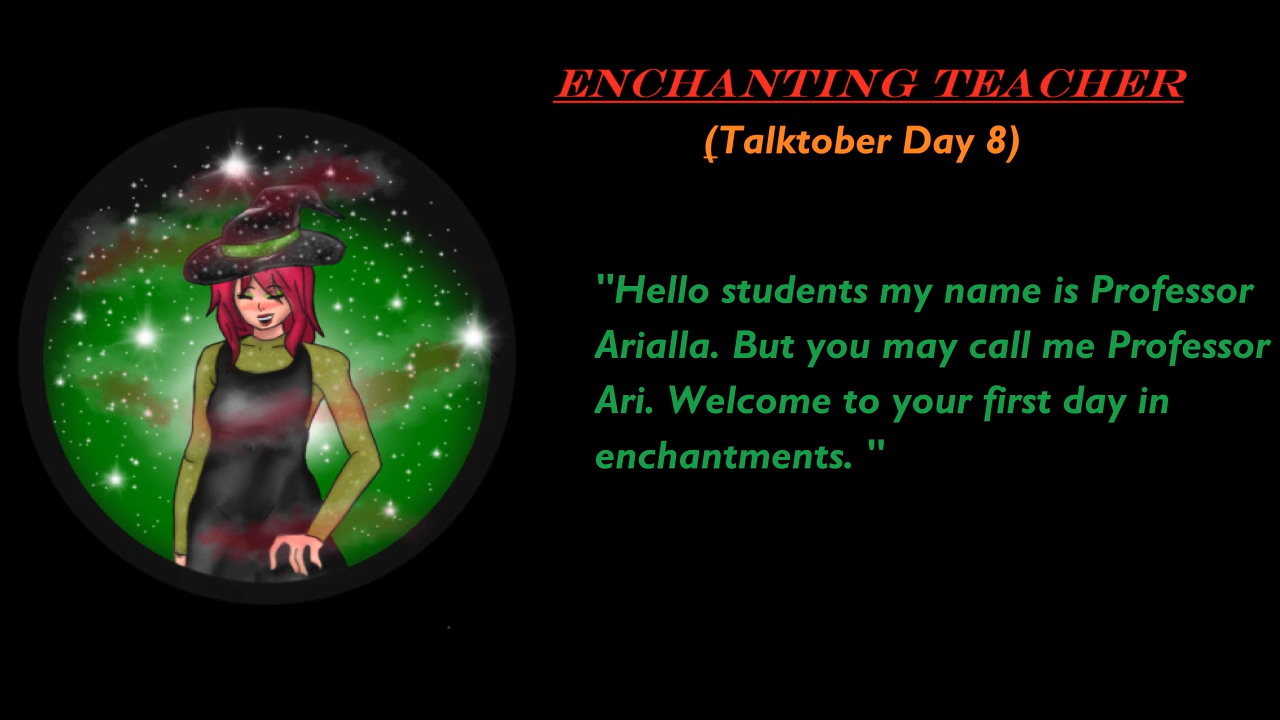 ENCHANTING TEACHER
(Talktober Day 8)
"Hello students my name is Professor
Arialla. But you may call me Professor
Ari. Welcome to your first day in
enchantments. "